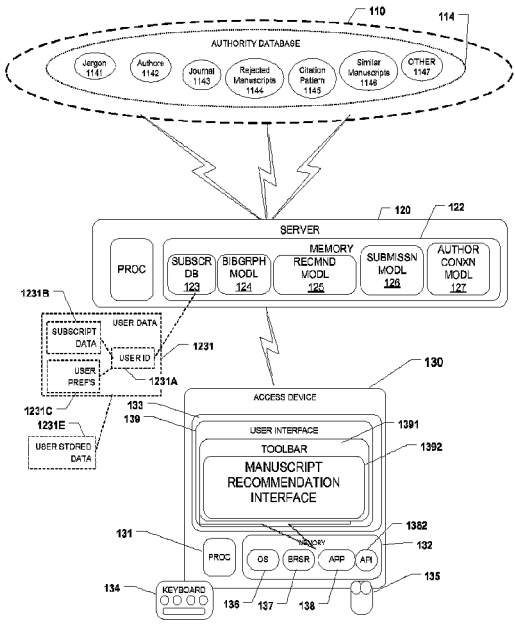 110
114
AUTHORITY DATABASE
Jargon
1141
Authors
1142
Journal
1143
Rejected
Manuscripts
1144
Citation
Pattern
1145
Similar
Manuscripts
1146
OTHER
1147
120
122
SERVER
PROC
MEMORY
SUBSCR
DB
123
BIBGRPH
MODL
124
RECMND
MODL
125
SUBMISSN
MODL
126
AUTHOR
CONXN
MODL
127
1231B
USER DATA
SUBSCRIPT
DATA
USER ID
1231
USER
PREFS
1231A
1231C
1231E
USER STORED
DATA
130
ACCESS DEVICE
133
139
USER INTERFACE
1391
TOOLBAR
1392
MANUSCRIPT
RECOMMENDATION
INTERFACE
131
PROC
MEMORY
1382
132
OS
BRSR
APP
API
134
KEYBOARD
136
137
138
135